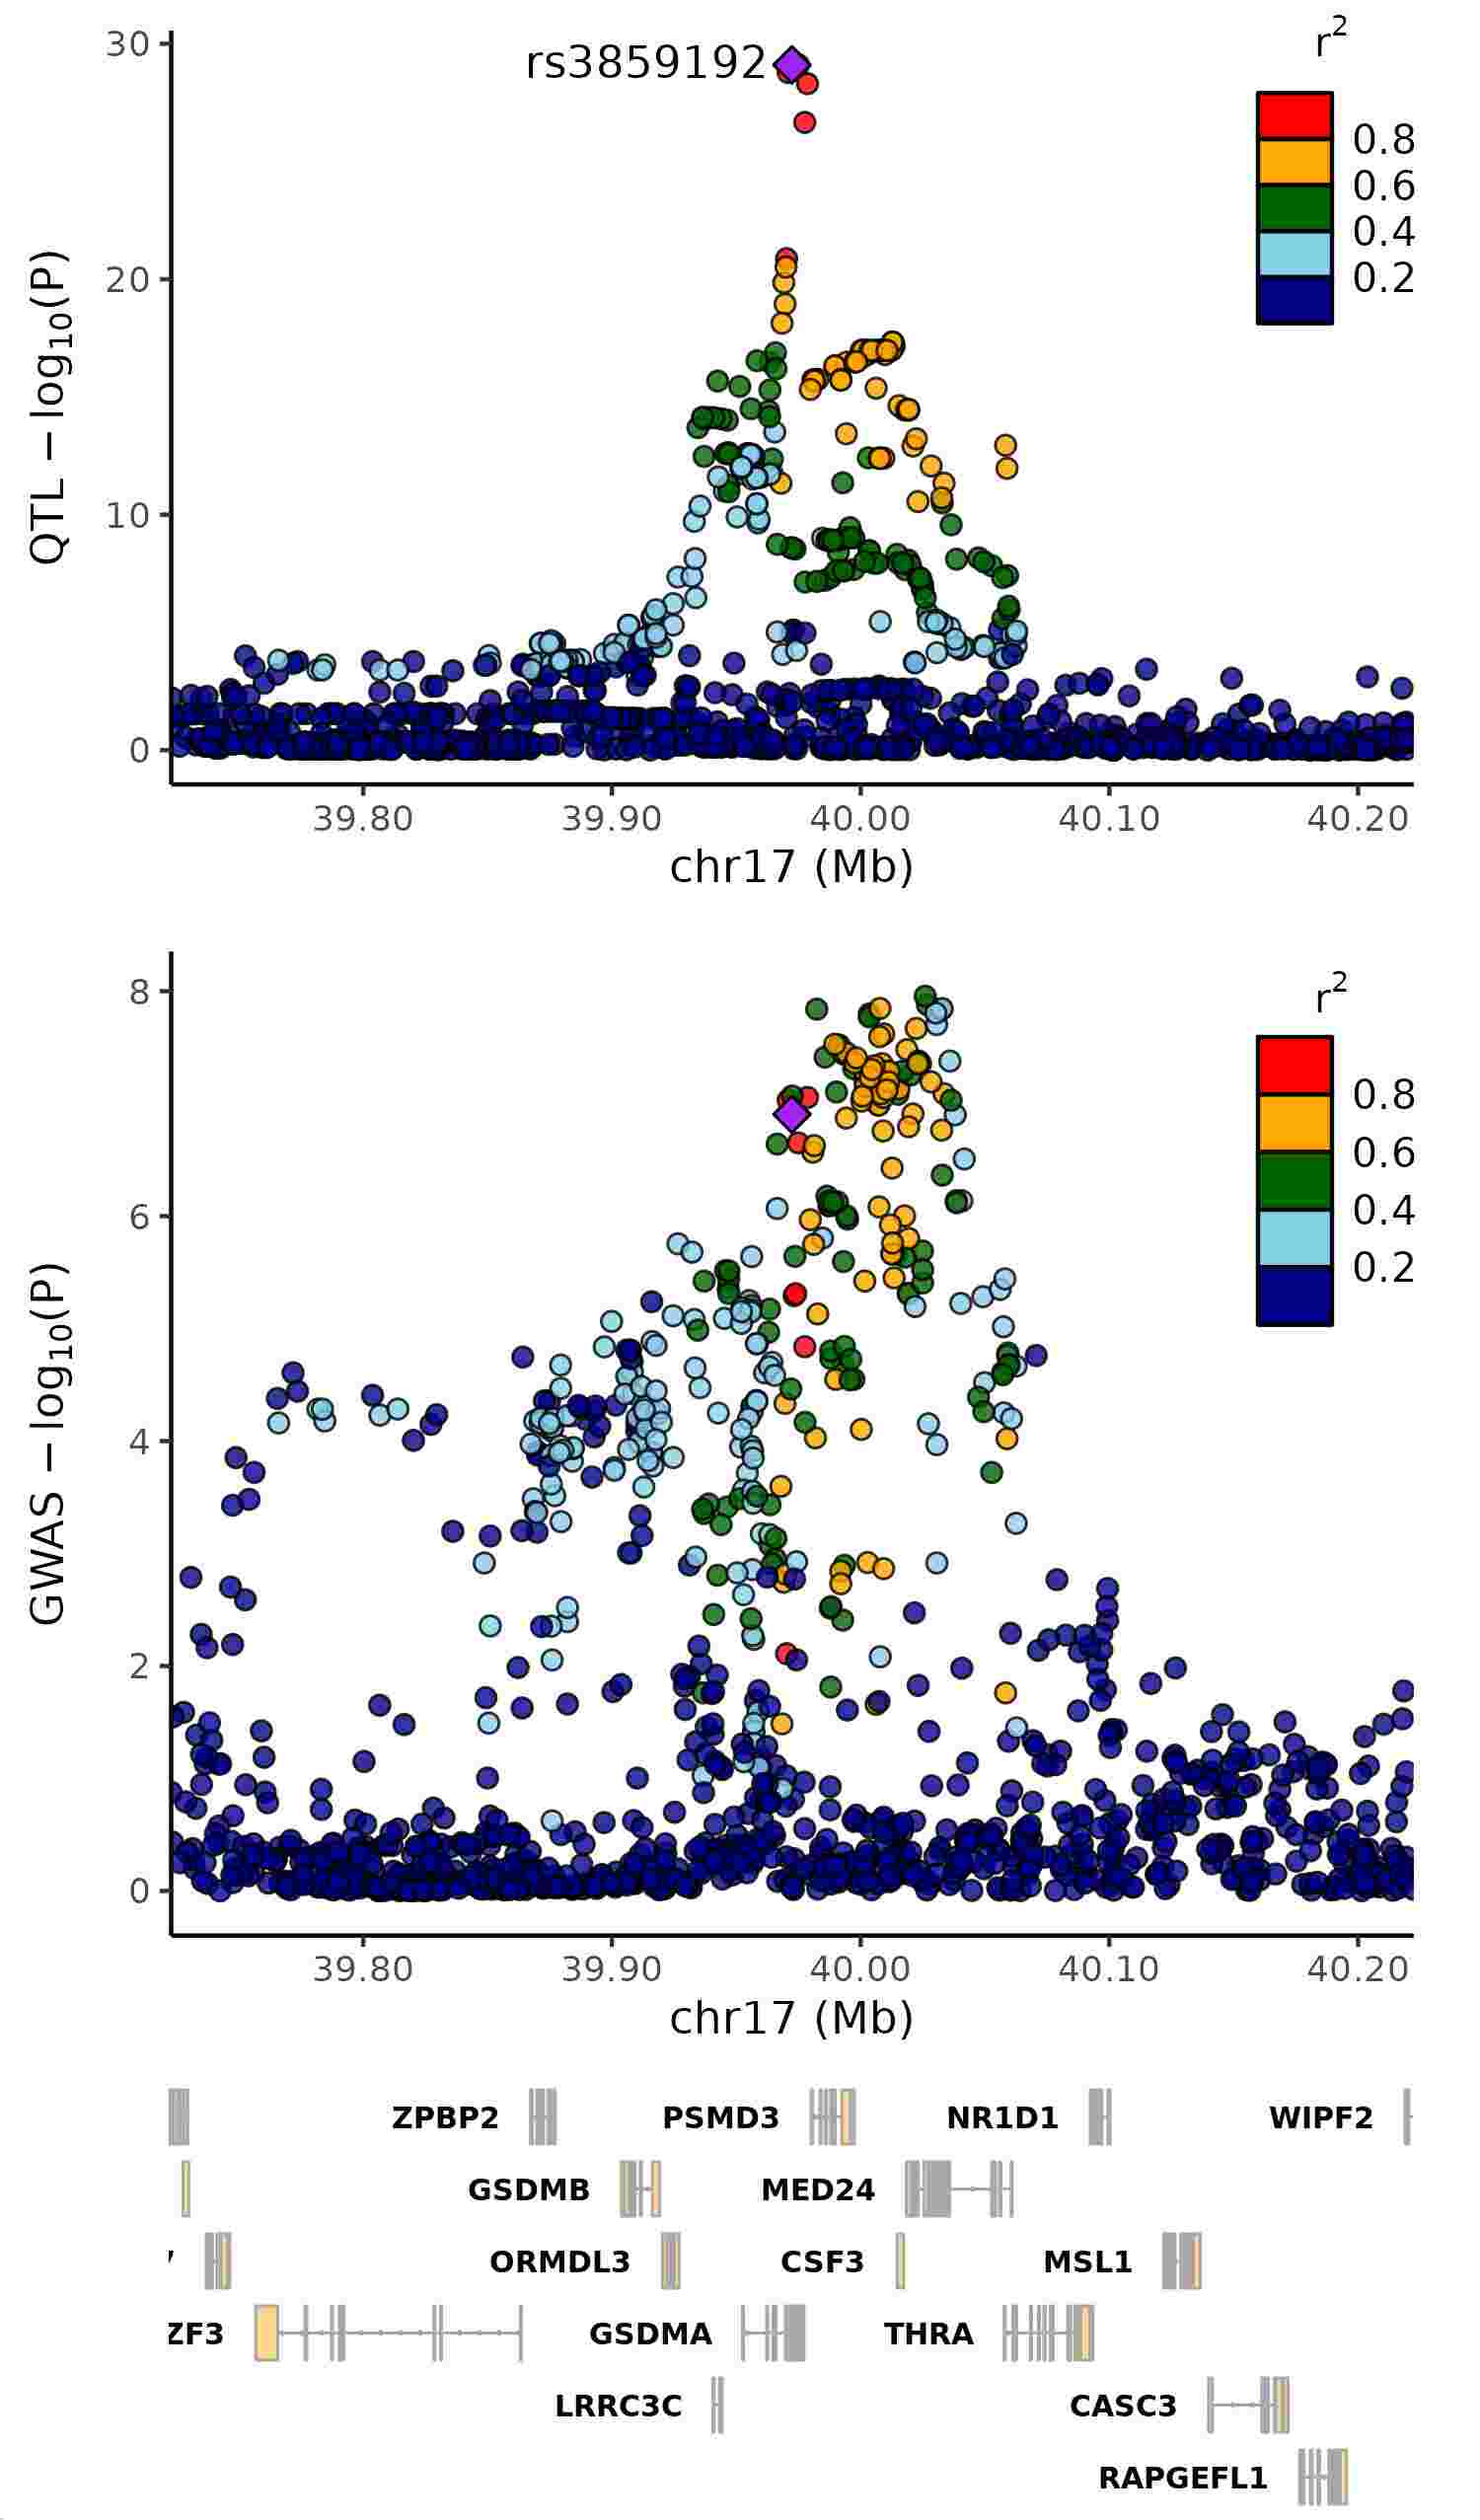 30
rs3859192
r2
0.8
0.6
0.4
0.2
20
10
0
QTL −log10(P)
39.80 39.90 40.00 40.10 40.20
chr17 (Mb)
8
r2
0.8
0.6
0.4
0.2
6
4
2
0
GWAS −log10(P)
39.80 39.90 40.00 40.10 40.20
chr17 (Mb)
ZPBP2 PSMD3 NR1D1 WIPF2
GSDMB MED24
ORMDL3 CSF3 MSL1
ZF3 GSDMA THRA
LRRC3C CASC3
RAPGEFL1